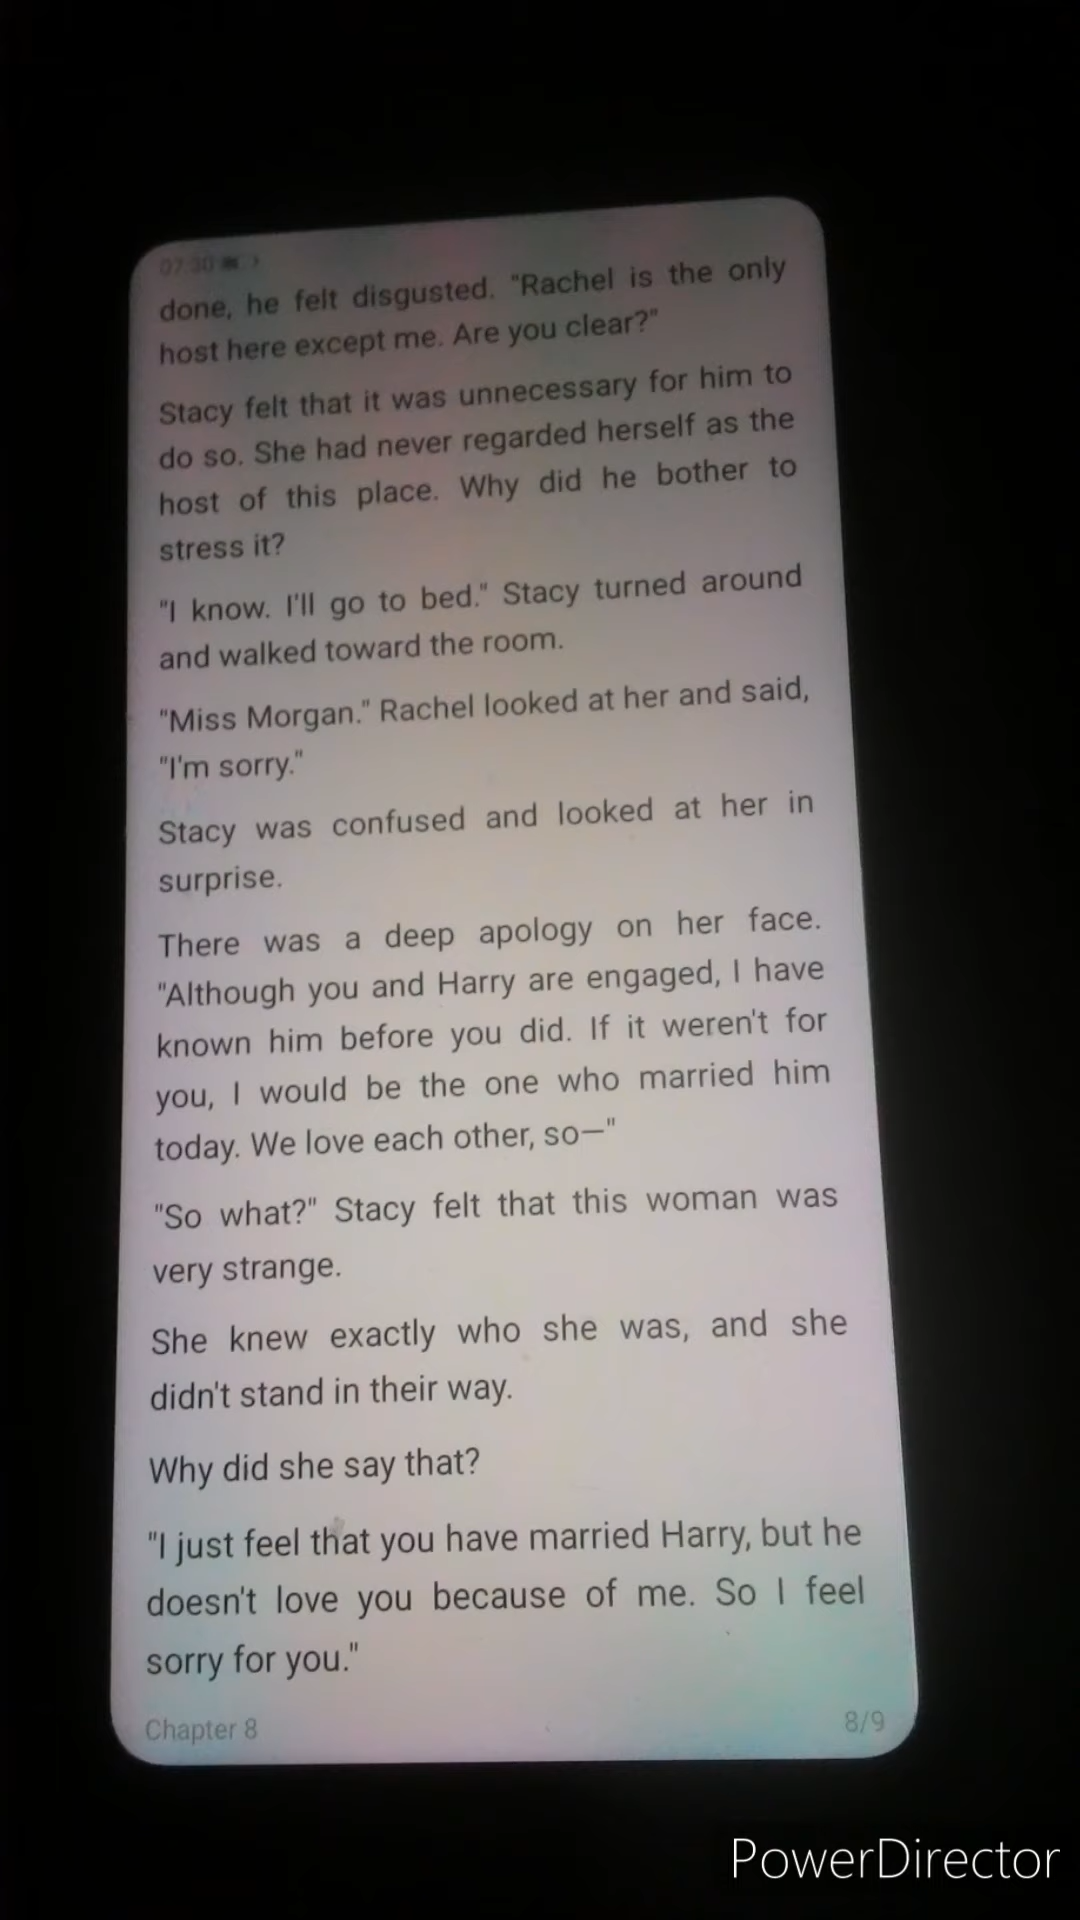 07:30
done, he felt disgusted. "Rachel is the only
host here except me. Are you clear?"
Stacy felt that it was unnecessary for him to
do so. She had never regarded herself as the
host of this place. Why did he bother to
stress it?
"I know. I'll go to bed." Stacy turned around
and walked toward the room.
"Miss Morgan." Rachel looked at her and said,
"I'm sorry."
Stacy was confused and looked at her in
surprise.
There was a deep apology on her face.
"Although you and Harry are engaged, I have
known him before you did. If it weren't for
you, I would be the one who married him
today. We love each other, so—"
"So what?" Stacy felt that this woman was
very strange.
She knew exactly who she was, and she
didn't stand in their way.
Why did she say that?
"I just feel that you have married Harry, but he
doesn't love you because of me. So I feel
sorry for you."
Chapter 8 8/9
PowerDirector